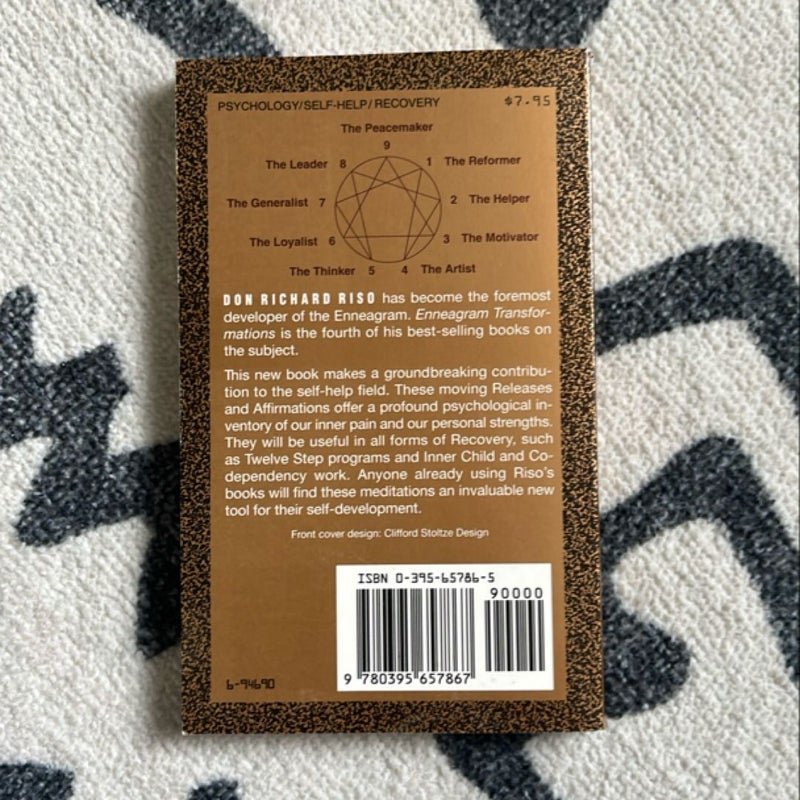 PSYCHOLOGY/SELF-HELP/RECOVERY $7.95
The Peacemaker
9
The Leader 8 1 The Reformer
The Generalist 7 2 The Helper
The Loyalist 6 3 The Motivator
The Thinker 5 4 The Artist
DON RICHARD RISO has become the foremost
developer of the Enneagram. Enneagram Transfor-
mations is the fourth of his best-selling books on
the subject.
This new book makes a groundbreaking contribu-
tion to the self-help field. These moving Releases
and Affirmations offer a profound psychological in-
ventory of our inner pain and our personal strengths.
They will be useful in all forms of Recovery, such
as Twelve Step programs and Inner Child and Co-
dependency work. Anyone already using Riso's
books will find these meditations an invaluable new
tool for their self-development.
Front cover design: Clifford Stoltze Design
ISBN 0-395-65786-5
90000
9 780395 657867
6-94690